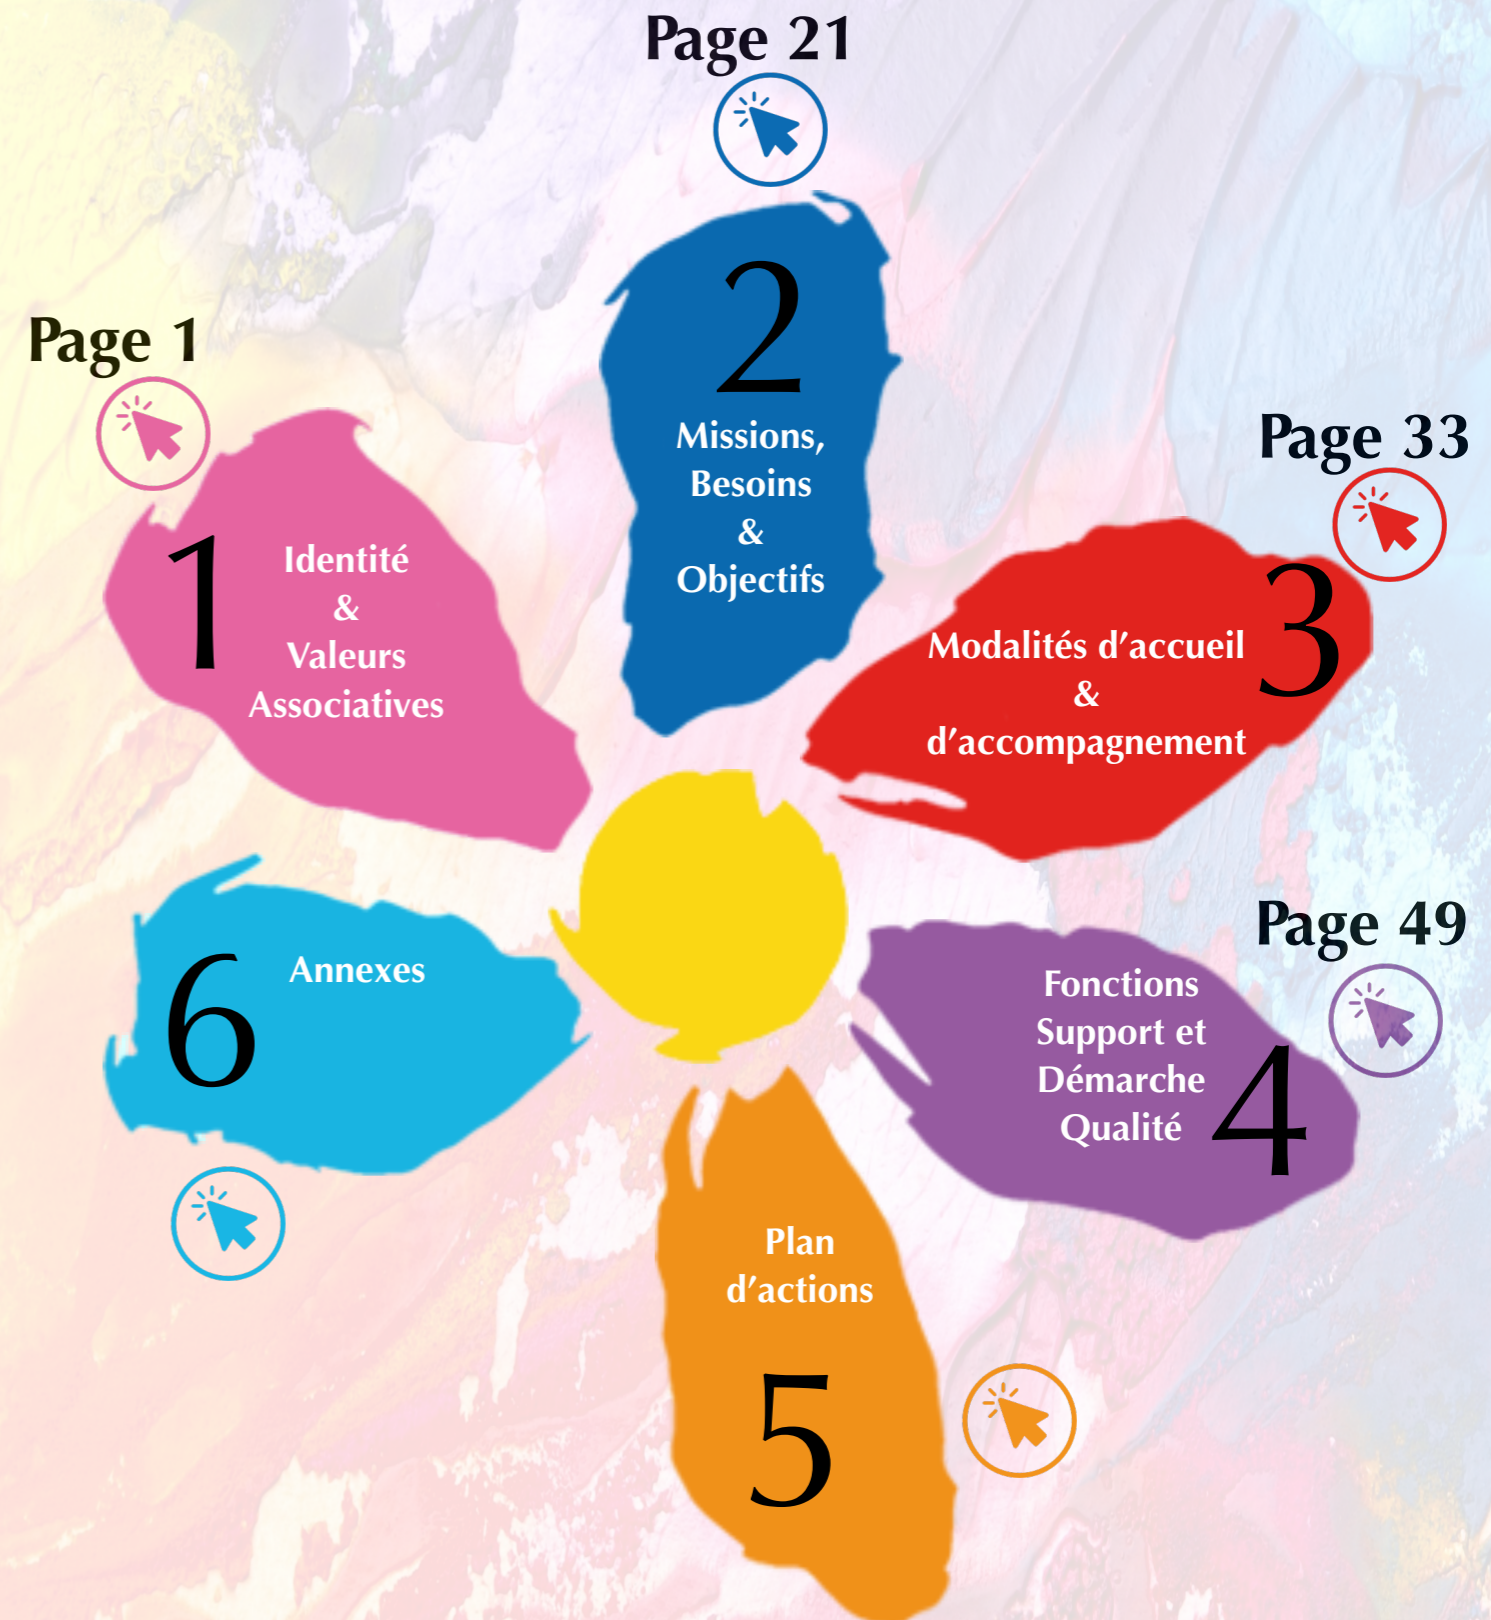 Page 1
1
Identité
&
Valeurs
Associatives
Page 21
2
Missions,
Besoins
&
Objectifs
Page 33
3
Modalités d’accueil
&
d’accompagnement
Page 49
4
Fonctions
Support et
Démarche
Qualité
Plan
d’actions
5
6
Annexes